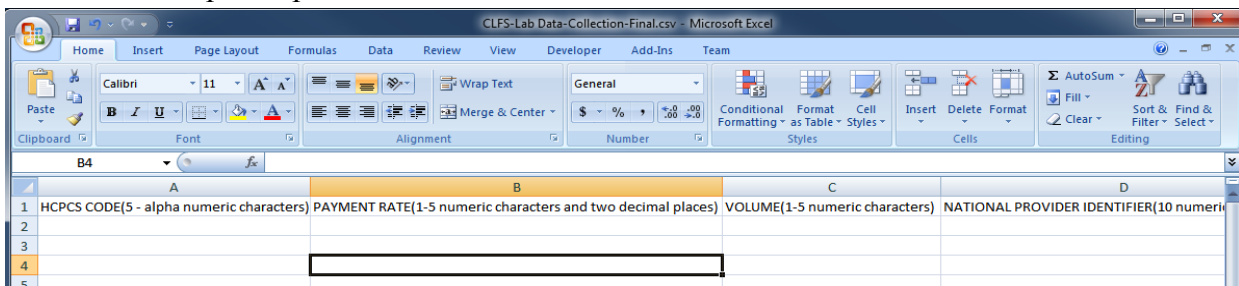 CLFS-Lab Data-Collection-Final.csv - Microsoft Excel
Home Insert Page Layout Formulas Data Review View Developer Add-Ins Team
Paste
Calibri 11 A A
Wrap Text
General
B I U A
Merge & Center
$ % , .0 .00 .00 .0
Conditional Formatting
Format as Table
Cell Styles
Insert
Delete
Format
Σ AutoSum
Fill
Clear
Sort & Filter
Find & Select
Clipboard Font Alignment Number Styles Cells Editing
B4 fx
A B C D
1 HCPCS CODE(5 - alpha numeric characters) PAYMENT RATE(1-5 numeric characters and two decimal places) VOLUME(1-5 numeric characters) NATIONAL PROVIDER IDENTIFIER(10 numeri
2
3
4
5